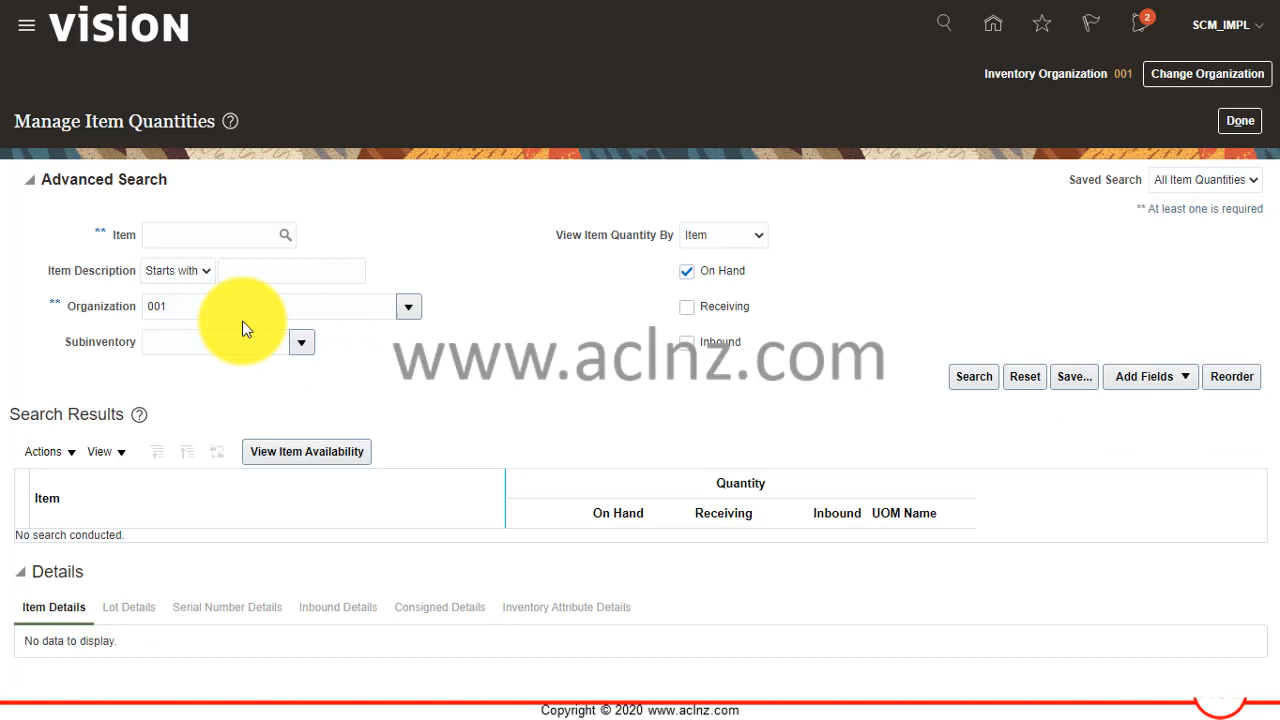 vision
2
SCM_IMPL
Inventory Organization 001 Change Organization
Manage Item Quantities
Done
Advanced Search
Saved Search All Item Quantities
** At least one is required
** Item
View Item Quantity By Item
Item Description Starts with
On Hand
** Organization 001
Receiving
Subinventory
Inbound
www.aclnz.com
Search Reset Save... Add Fields Reorder
Search Results
Actions View View Item Availability
Item
Quantity
On Hand Receiving Inbound UOM Name
No search conducted.
Details
Item Details Lot Details Serial Number Details Inbound Details Consigned Details Inventory Attribute Details
No data to display.
Copyright © 2020 www.aclnz.com